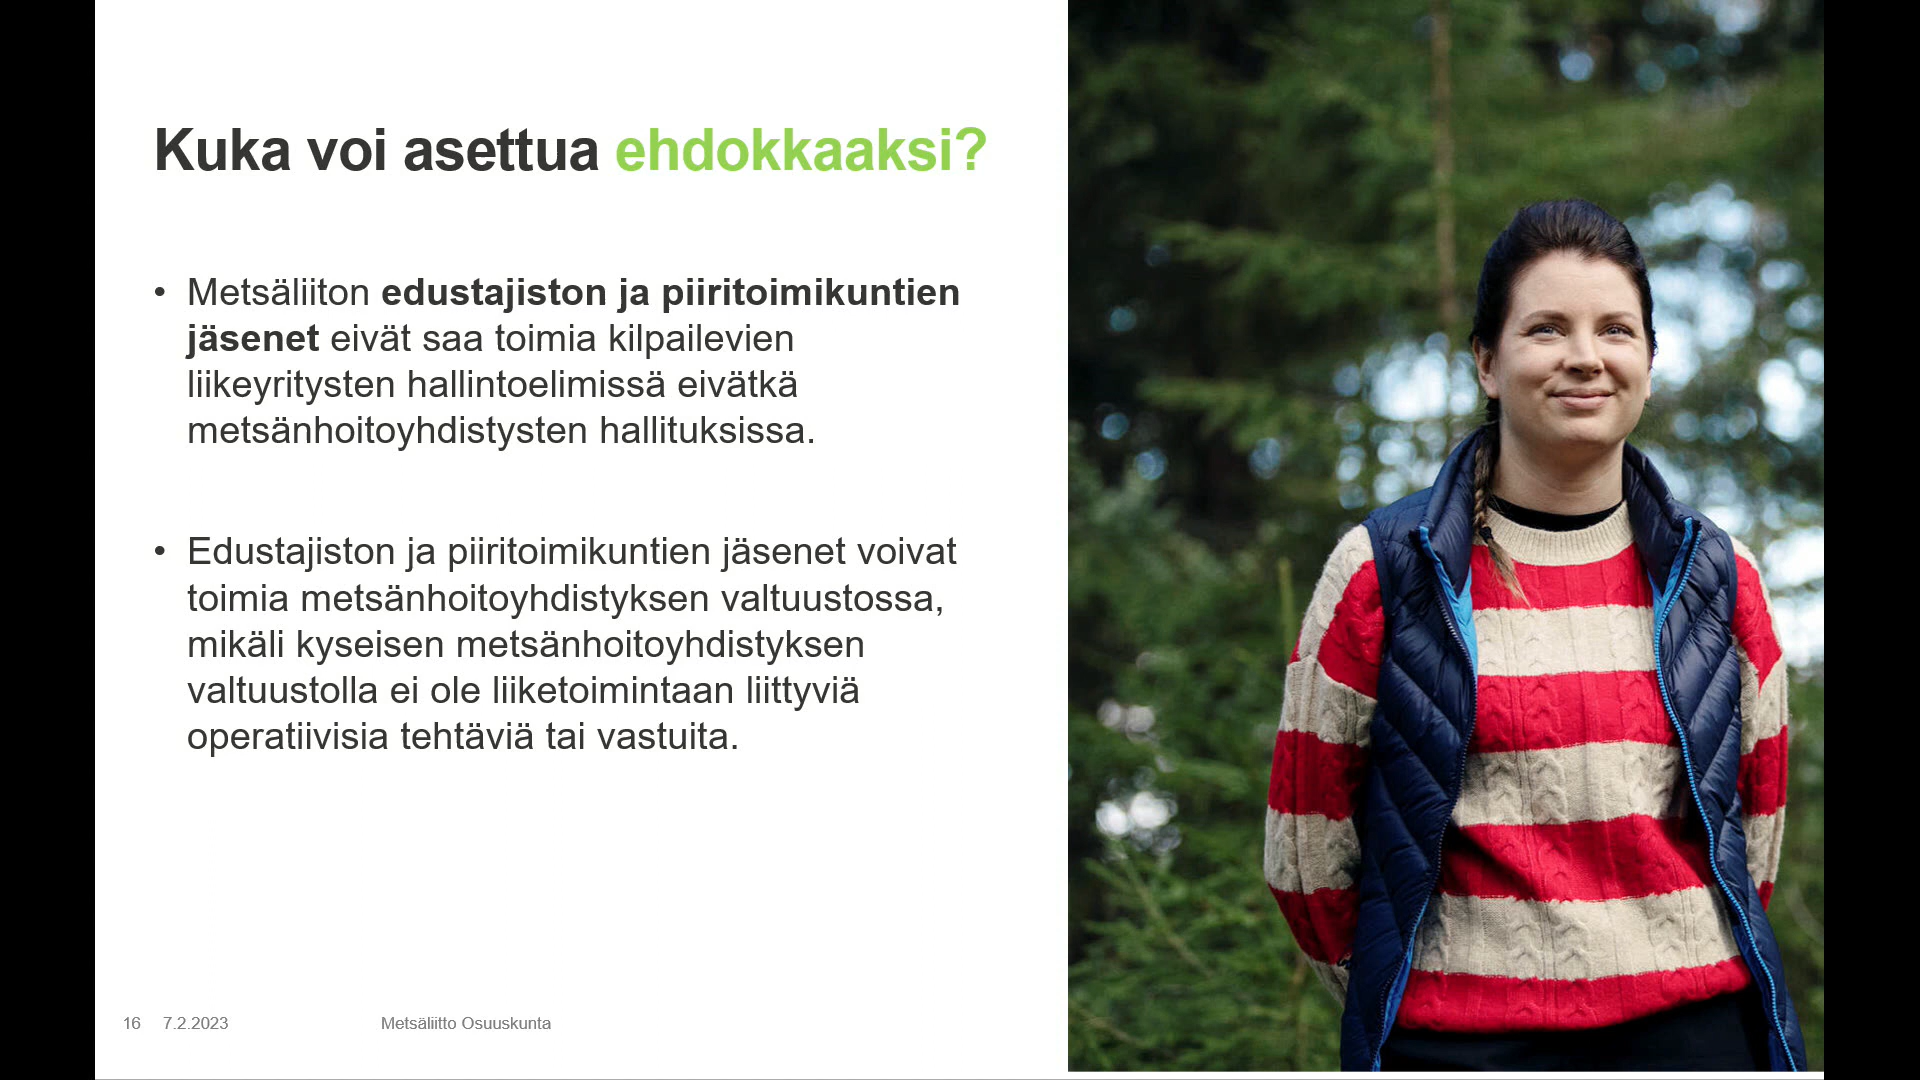 Kuka voi asettua ehdokkaaksi?
• Metsäliiton edustajiston ja piiritoimikuntien
jäsenet eivät saa toimia kilpailevien
liikeyritysten hallintoelimissä eivätkä
metsänhoitoyhdistysten hallituksissa.
• Edustajiston ja piiritoimikuntien jäsenet voivat
toimia metsänhoitoyhdistyksen valtuustossa,
mikäli kyseisen metsänhoitoyhdistyksen
valtuustolla ei ole liiketoimintaan liittyviä
operatiivisia tehtäviä tai vastuita.
16 7.2.2023 Metsäliitto Osuuskunta